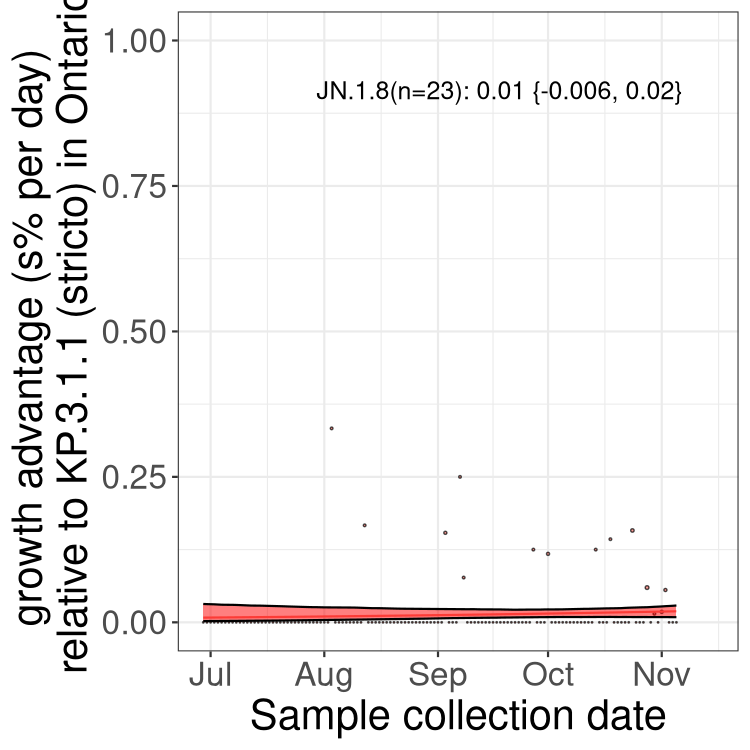 growth advantage (s% per day)
relative to KP.3.1.1 (stricto) in Ontario
1.00
0.75
0.50
0.25
0.00
JN.1.8(n=23): 0.01 {-0.006, 0.02}
Jul Aug Sep Oct Nov
Sample collection date